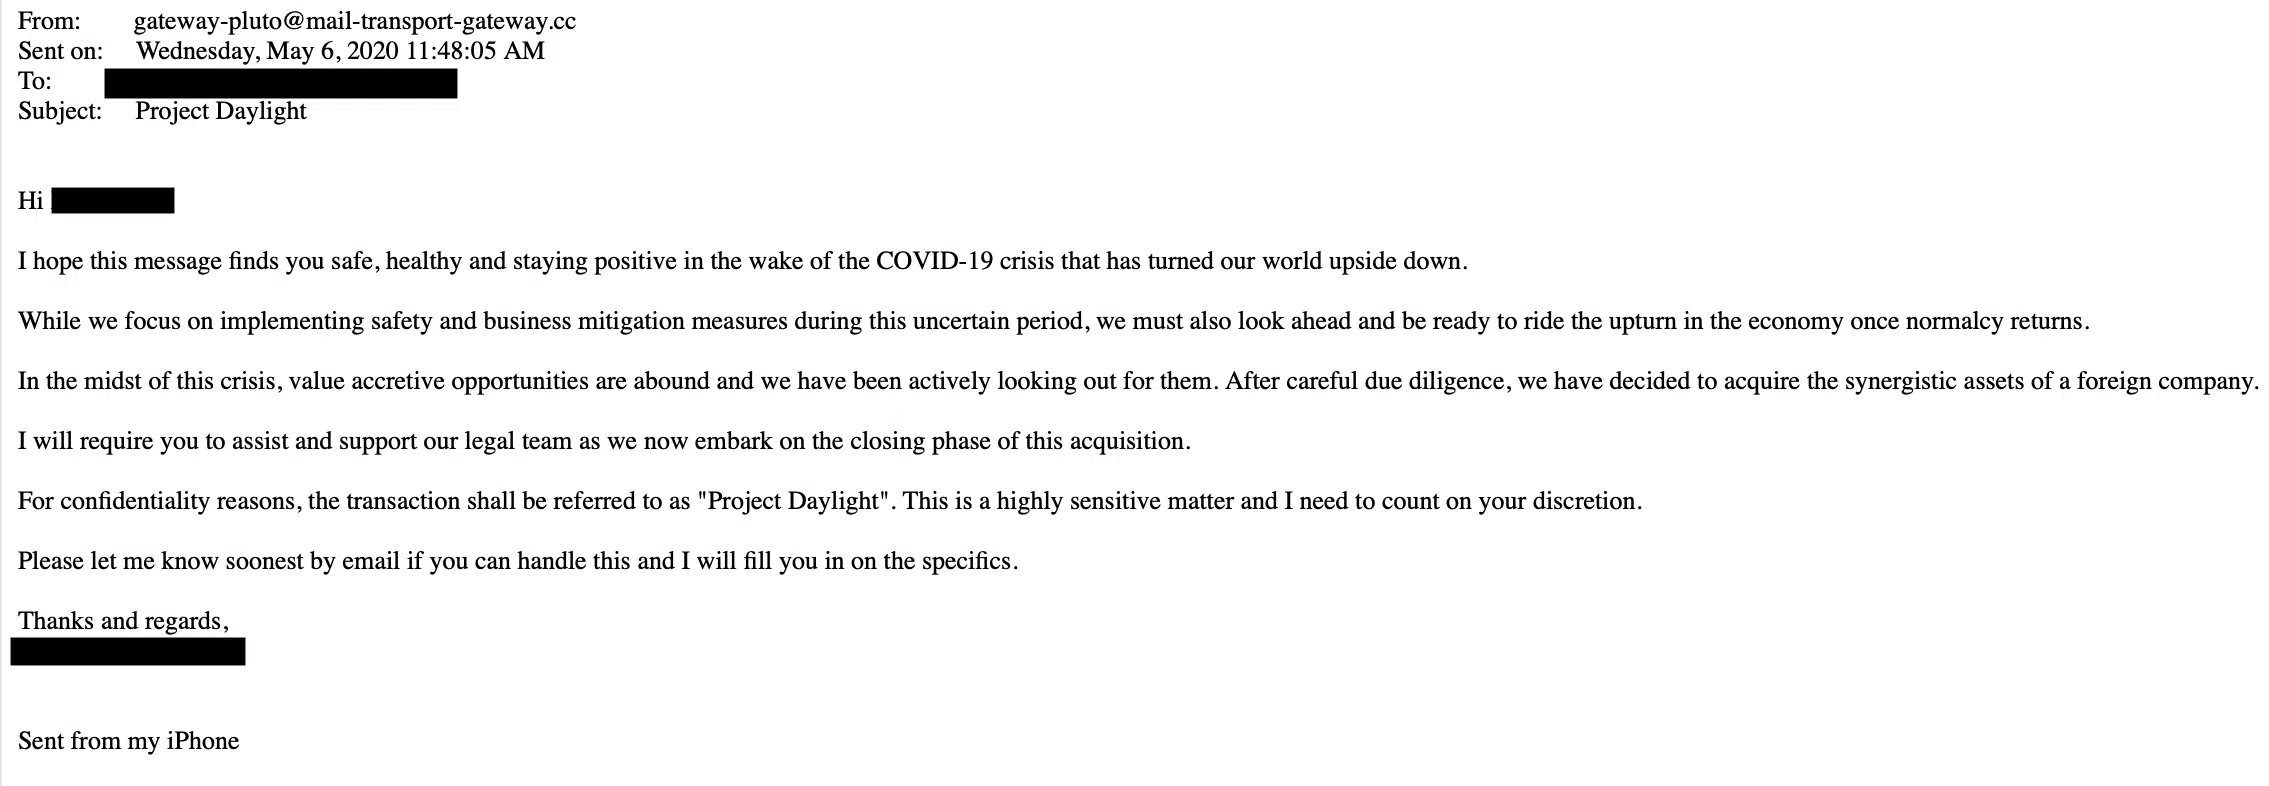 From: gateway-pluto@mail-transport-gateway.cc
Sent on: Wednesday, May 6, 2020 11:48:05 AM
To:
Subject: Project Daylight
Hi
I hope this message finds you safe, healthy and staying positive in the wake of the COVID-19 crisis that has turned our world upside down.
While we focus on implementing safety and business mitigation measures during this uncertain period, we must also look ahead and be ready to ride the upturn in the economy once normalcy returns.
In the midst of this crisis, value accretive opportunities are abound and we have been actively looking out for them. After careful due diligence, we have decided to acquire the synergistic assets of a foreign company.
I will require you to assist and support our legal team as we now embark on the closing phase of this acquisition.
For confidentiality reasons, the transaction shall be referred to as "Project Daylight". This is a highly sensitive matter and I need to count on your discretion.
Please let me know soonest by email if you can handle this and I will fill you in on the specifics.
Thanks and regards,
Sent from my iPhone